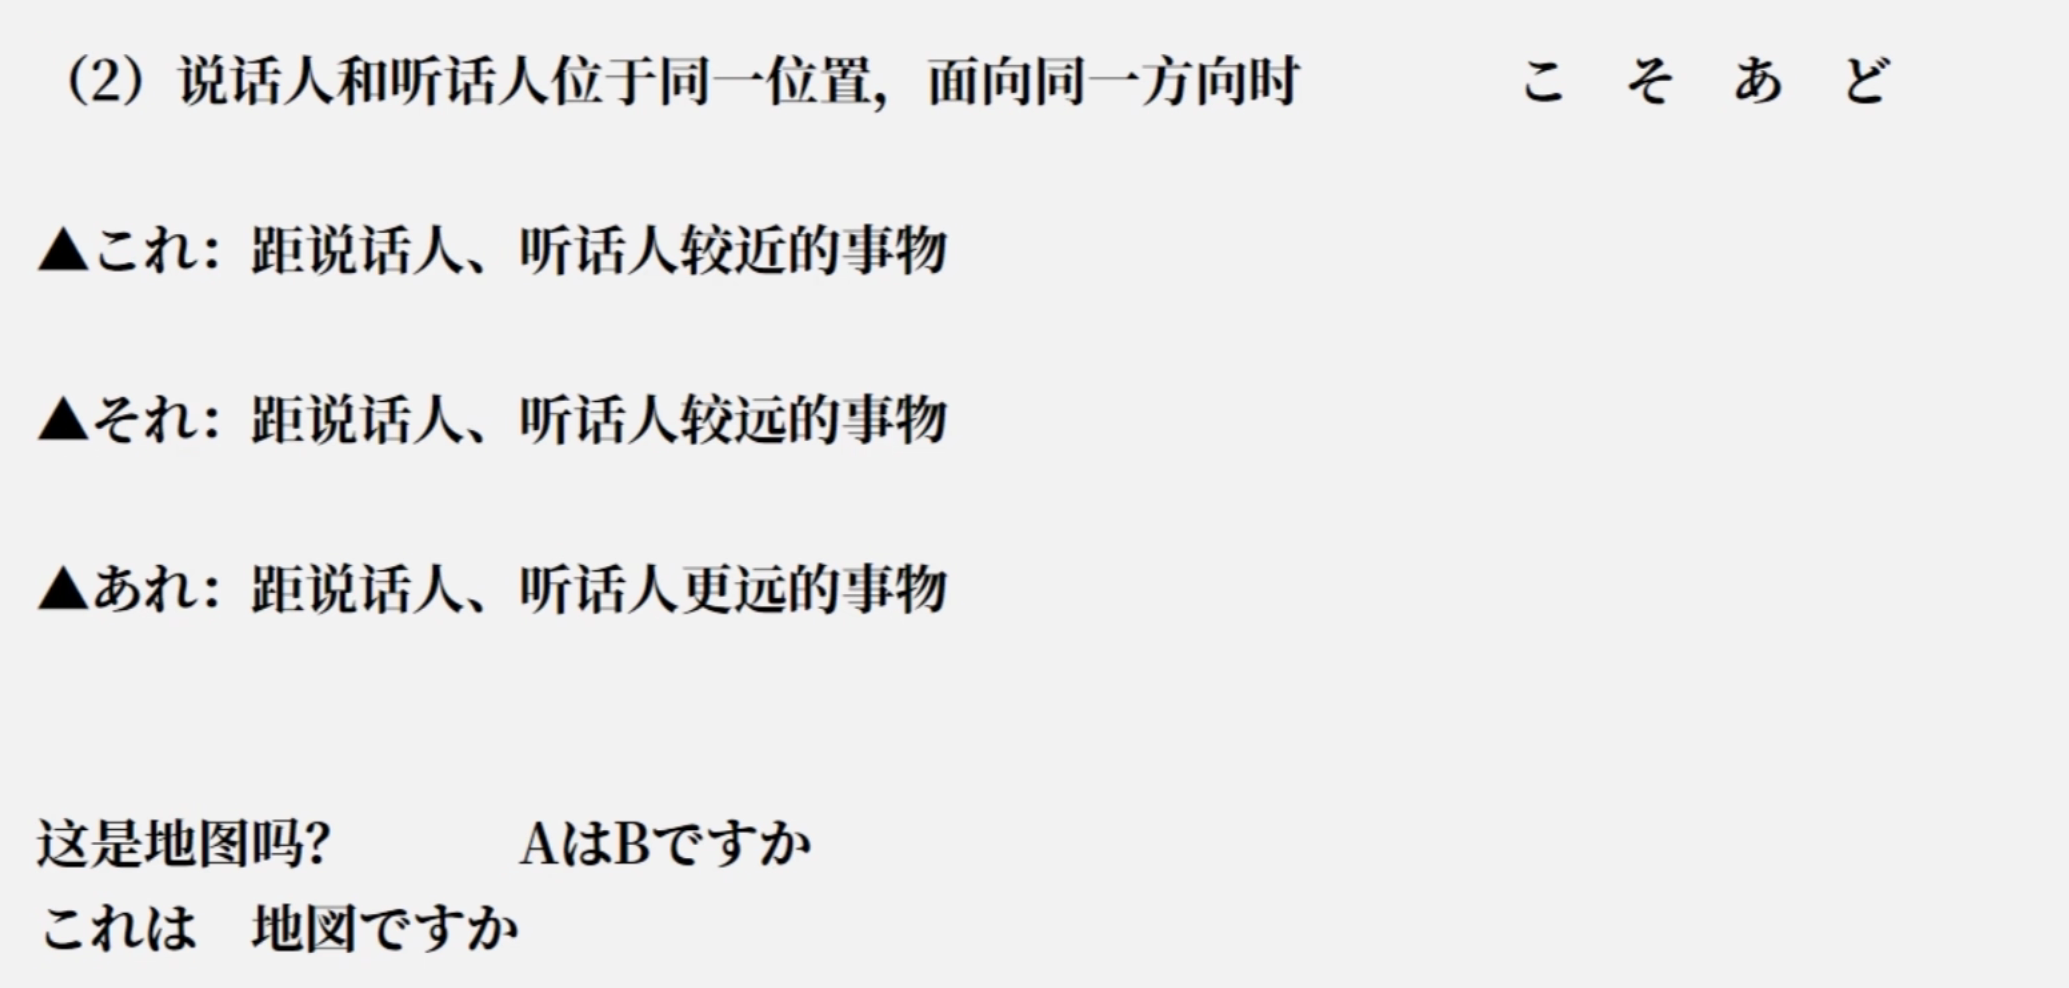 （2）说话人和听话人位于同一位置，面向同一方向时　　　　こ　そ　あ　ど
▲これ：距说话人、听话人较近的事物
▲それ：距说话人、听话人较远的事物
▲あれ：距说话人、听话人更远的事物
这是地图吗？　　　　AはBですか
これは　地図ですか